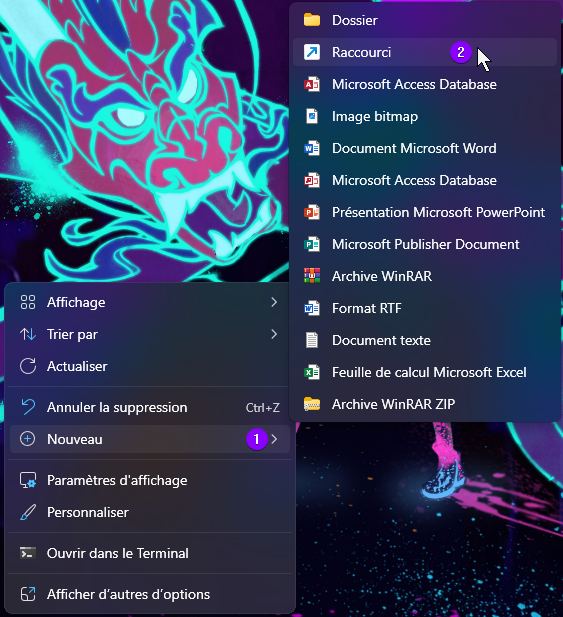 Dossier
Raccourci 2
Microsoft Access Database
Image bitmap
Document Microsoft Word
Microsoft Access Database
Présentation Microsoft PowerPoint
Microsoft Publisher Document
Archive WinRAR
Format RTF
Document texte
Feuille de calcul Microsoft Excel
Archive WinRAR ZIP
Affichage
Trier par
Actualiser
Annuler la suppression Ctrl+Z
Nouveau 1
Paramètres d'affichage
Personnaliser
Ouvrir dans le Terminal
Afficher d’autres d’options